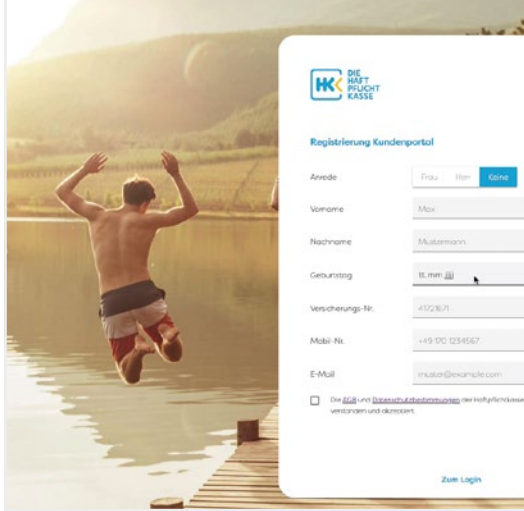 HK
DIE
HAFT
PFLICHT
KASSE
Registrierung Kundenportal
Anrede Frau Herr Keine
Vorname Max
Nachname Mustermann
Geburtstag tt.mm.jjjj
Versicherungs-Nr. 41721671
Mobil-Nr. +49 170 1234567
E-Mail muster@example.com
Die AGB und Datenschutzbestimmungen der Haftpflichtkasse
verstanden und akzeptiert.
Zum Login